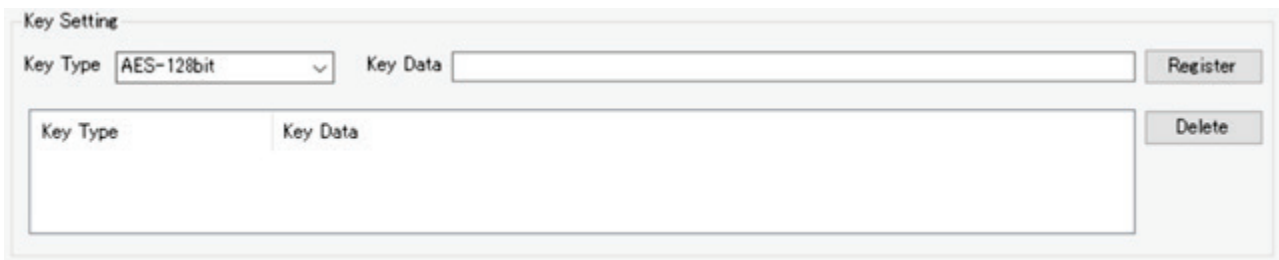 Key Setting
Key Type AES-128bit Key Data Register
Key Type Key Data Delete